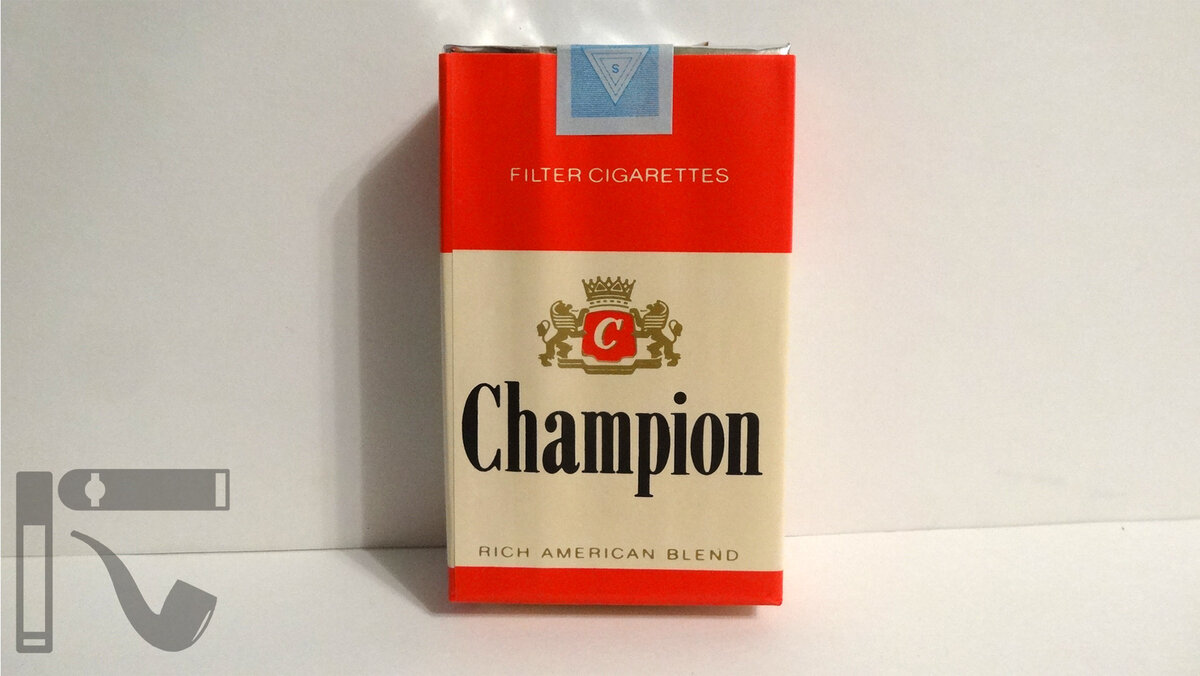 S
FILTER CIGARETTES
C
Champion
RICH AMERICAN BLEND